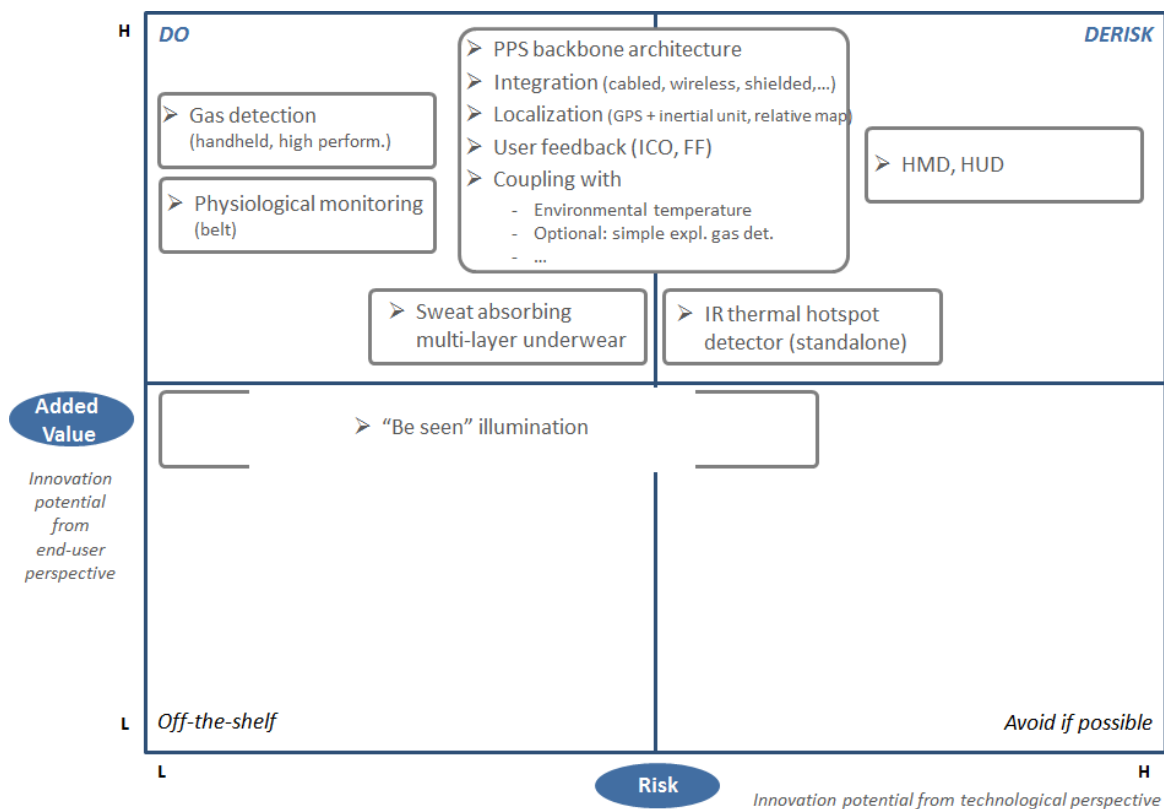 H
DO
DERISK
➢ PPS backbone architecture
➢ Integration (cabled, wireless, shielded,...)
➢ Localization (GPS + inertial unit, relative map)
➢ User feedback (ICO, FF)
➢ Coupling with
- Environmental temperature
- Optional: simple expl. gas det.
- ...
➢ Gas detection
(handheld, high perform.)
➢ Physiological monitoring
(belt)
➢ HMD, HUD
➢ Sweat absorbing
multi-layer underwear
➢ IR thermal hotspot
detector (standalone)
Added
Value
➢ “Be seen” illumination
Innovation
potential
from
end-user
perspective
L
Off-the-shelf
Avoid if possible
L
Risk
H
Innovation potential from technological perspective